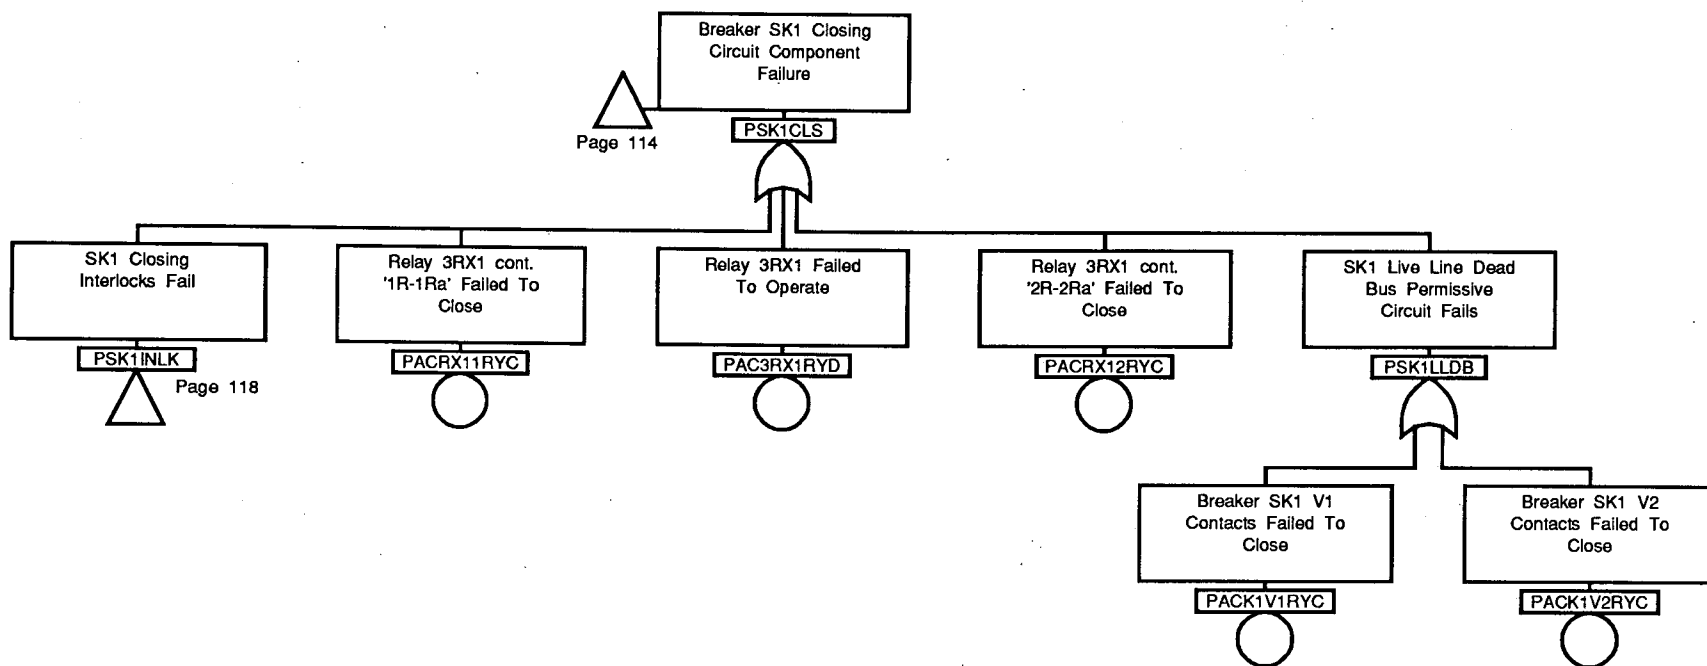 Breaker SK1 Closing
Circuit Component
Failure
Page 114
PSK1CLS
SK1 Closing
Interlocks Fail
PSK1INLK
Page 118
Relay 3RX1 cont.
'1R-1Ra' Failed To
Close
PACRX11RYC
Relay 3RX1 Failed
To Operate
PAC3RX1RYD
Relay 3RX1 cont.
'2R-2Ra' Failed To
Close
PACRX12RYC
SK1 Live Line Dead
Bus Permissive
Circuit Fails
PSK1LLDB
Breaker SK1 V1
Contacts Failed To
Close
PACK1V1RYC
Breaker SK1 V2
Contacts Failed To
Close
PACK1V2RYC